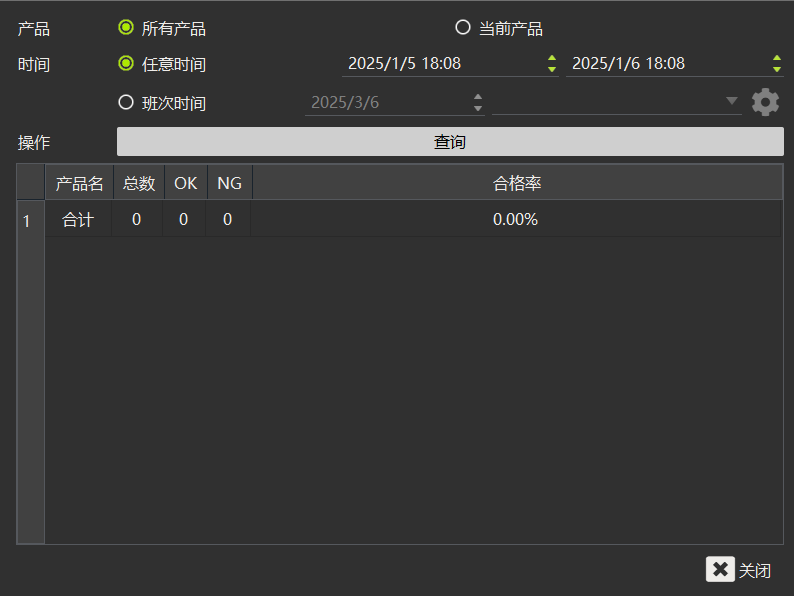 产品 所有产品 当前产品
时间 任意时间 2025/1/5 18:08 2025/1/6 18:08
班次时间 2025/3/6
操作 查询
产品名 总数 OK NG 合格率
1 合计 0 0 0 0.00%
关闭